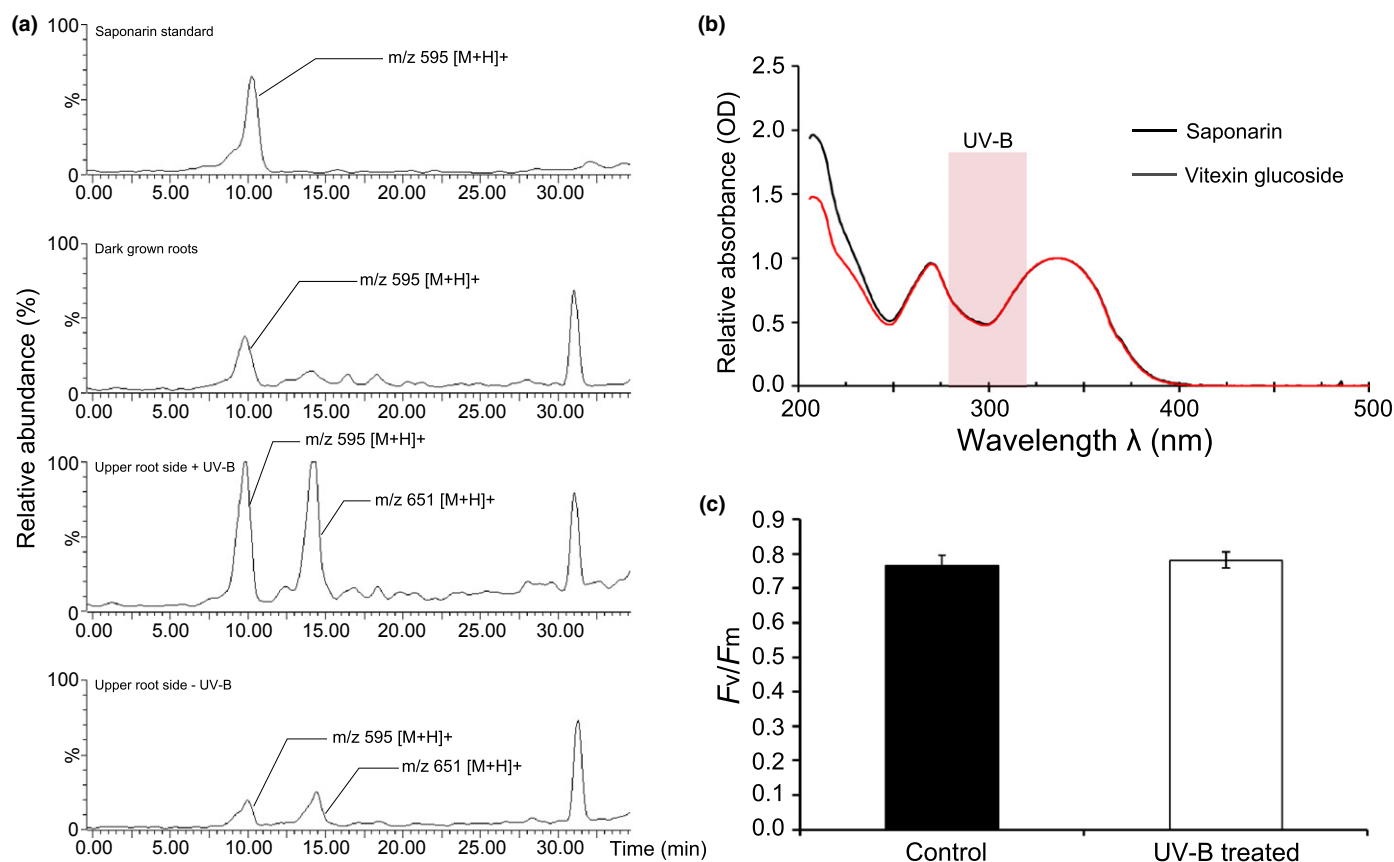 (a)
Relative abundance (%)
100
%
0
Saponarin standard
m/z 595 [M+H]+
0.00 5.00 10.00 15.00 20.00 25.00 30.00
100
%
0
Dark grown roots
m/z 595 [M+H]+
0.00 5.00 10.00 15.00 20.00 25.00 30.00
100
%
0
Upper root side + UV-B
m/z 595 [M+H]+
m/z 651 [M+H]+
0.00 5.00 10.00 15.00 20.00 25.00 30.00
100
%
0
Upper root side - UV-B
m/z 595 [M+H]+
m/z 651 [M+H]+
0.00 5.00 10.00 15.00 20.00 25.00 30.00 Time (min)
(b)
Relative absorbance (OD)
2.5
2.0
1.5
1.0
0.5
0.0
UV-B
Saponarin
Vitexin glucoside
200 300 400 500
Wavelength λ (nm)
(c)
Fv/Fm
0.9
0.8
0.7
0.6
0.5
0.4
0.3
0.2
0.1
0.0
Control UV-B treated